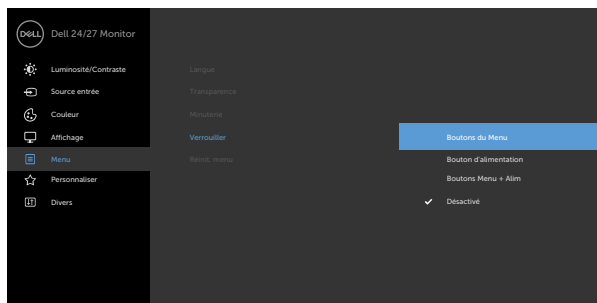 DELL Dell 24/27 Monitor
Luminosité/Contraste
Source entrée
Couleur
Affichage
Menu
Personnaliser
Divers
Langue
Transparence
Minuterie
Verrouiller
Réinit. menu
Boutons du Menu
Bouton d'alimentation
Boutons Menu + Alim
Désactivé